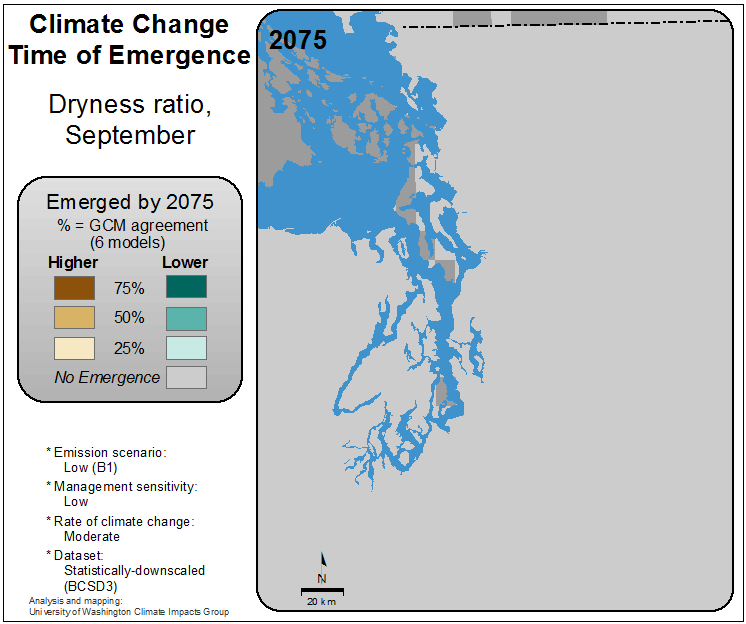 Climate Change
Time of Emergence
Dryness ratio,
September
Emerged by 2075
% = GCM agreement
(6 models)
Higher Lower
75%
50%
25%
No Emergence
* Emission scenario:
Low (B1)
* Management sensitivity:
Low
* Rate of climate change:
Moderate
* Dataset:
Statistically-downscaled
(BCSD3)
Analysis and mapping:
University of Washington Climate Impacts Group
2075
N
20 km